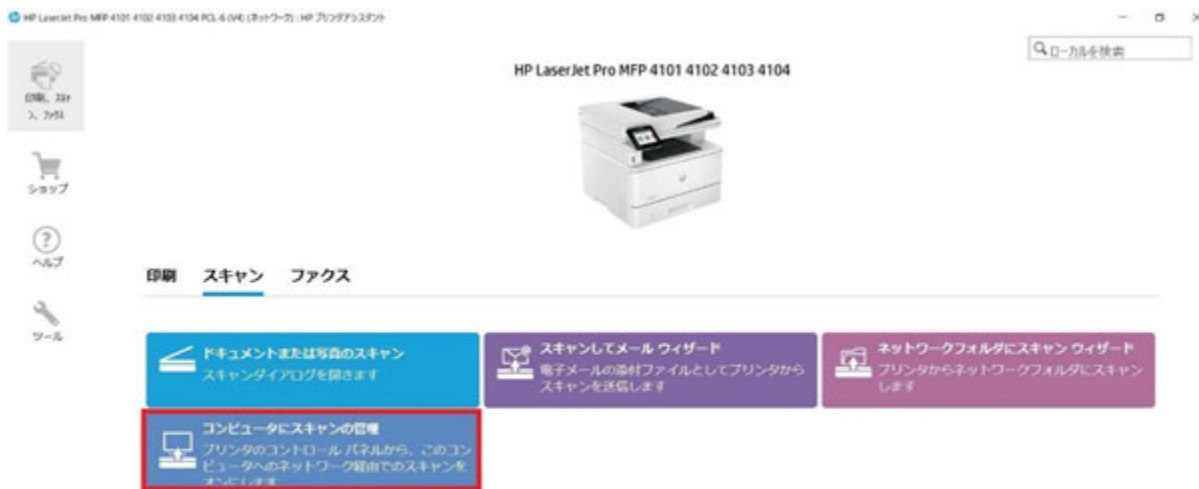 HP LaserJet Pro MFP 4101 4102 4103 4104 PCL-6 (V4) (ネットワーク) : HP プリンタアシスタント
ローカルを検索
HP LaserJet Pro MFP 4101 4102 4103 4104
印刷、スキャ
ン、ファクス
ショップ
ヘルプ
ツール
印刷 スキャン ファクス
ドキュメントまたは写真のスキャン
スキャンダイアログを開きます
スキャンしてメール ウィザード
電子メールの添付ファイルとしてプリンタから
スキャンを送信します
ネットワークフォルダにスキャン ウィザード
プリンタからネットワークフォルダにスキャン
します
コンピュータにスキャンの管理
プリンタのコントロール パネルから、このコン
ピュータへのネットワーク経由でのスキャンを
オンにします